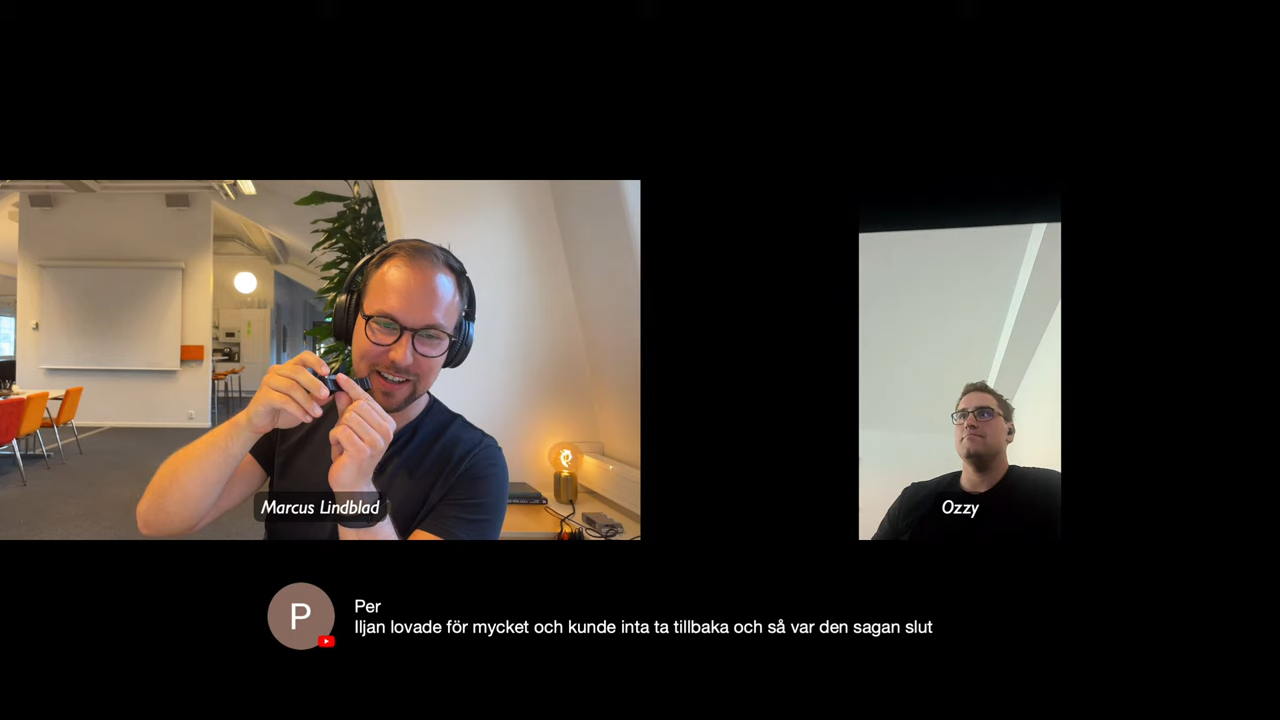 Marcus Lindblad
Ozzy
P
Per
Iljan lovade för mycket och kunde inta ta tillbaka och så var den sagan slut